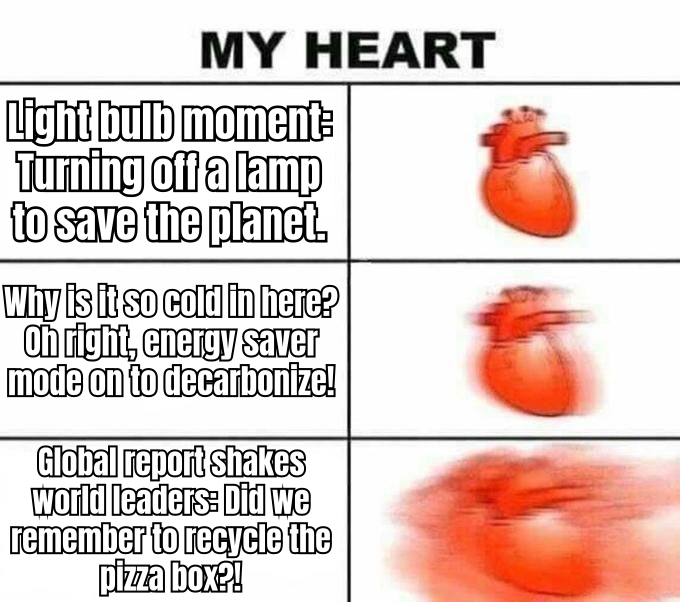 MY HEART
Light bulb moment:
Turning off a lamp
to save the planet.
Why is it so cold in here?
Oh right, energy saver
mode on to decarbonize!
Global report shakes
world leaders: Did we
remember to recycle the
pizza box?!